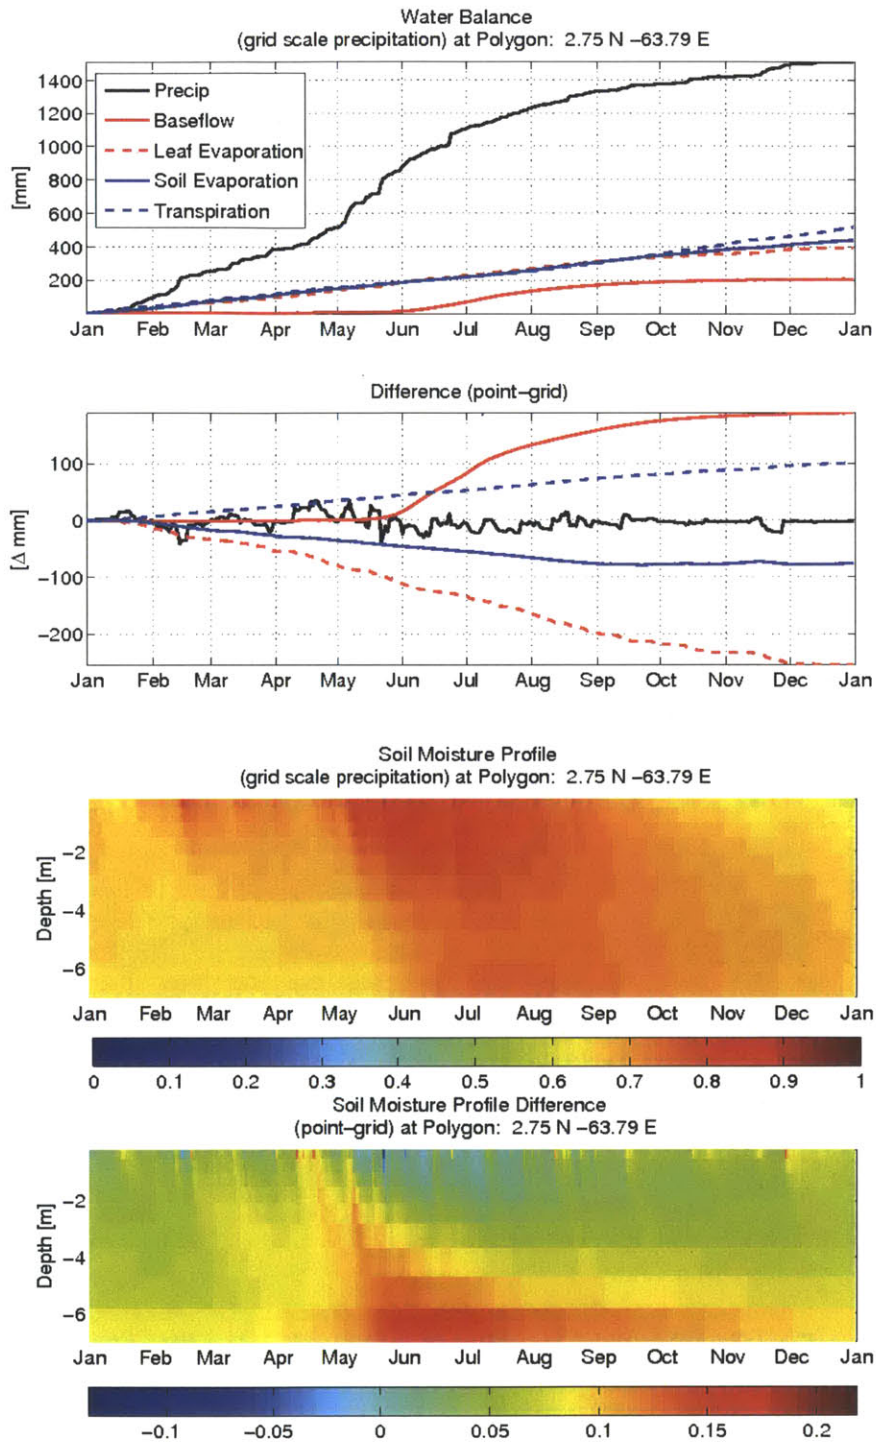 Water Balance
(grid scale precipitation) at Polygon: 2.75 N −63.79 E
1400
1200
1000
800
600
400
200
[mm]
Precip
Baseflow
Leaf Evaporation
Soil Evaporation
Transpiration
Jan Feb Mar Apr May Jun Jul Aug Sep Oct Nov Dec Jan
Difference (point−grid)
100
0
−100
−200
[Δ mm]
Jan Feb Mar Apr May Jun Jul Aug Sep Oct Nov Dec Jan
Soil Moisture Profile
(grid scale precipitation) at Polygon: 2.75 N −63.79 E
−2
−4
−6
Depth [m]
Jan Feb Mar Apr May Jun Jul Aug Sep Oct Nov Dec Jan
0 0.1 0.2 0.3 0.4 0.5 0.6 0.7 0.8 0.9 1
Soil Moisture Profile Difference
(point−grid) at Polygon: 2.75 N −63.79 E
−2
−4
−6
Depth [m]
Jan Feb Mar Apr May Jun Jul Aug Sep Oct Nov Dec Jan
−0.1 −0.05 0 0.05 0.1 0.15 0.2